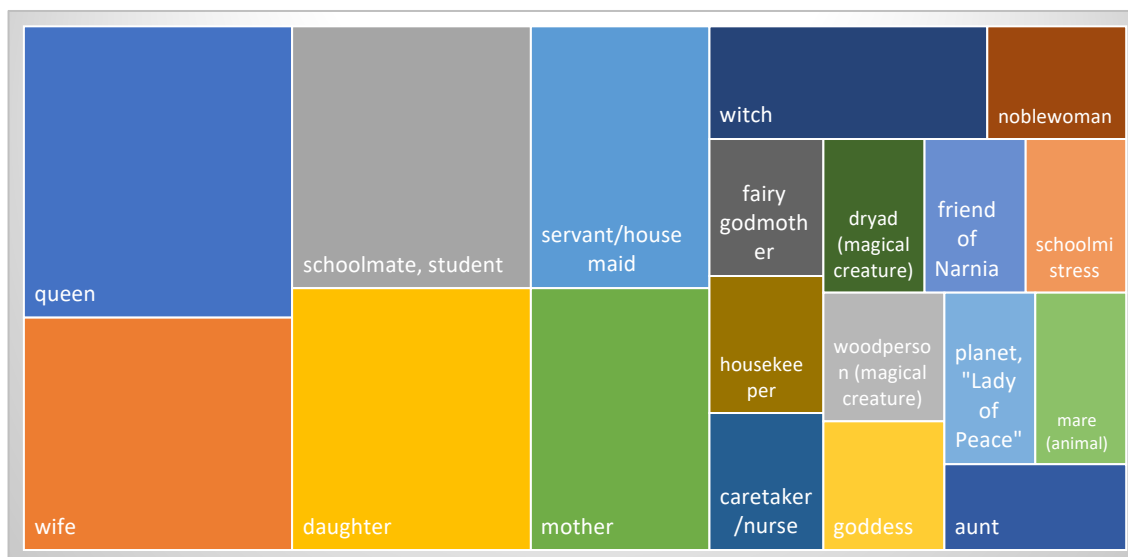 queen
wife
schoolmate, student
daughter
servant/house
maid
mother
witch
noblewoman
fairy
godmoth
er
dryad
(magical
creature)
friend
of
Narnia
schoolmi
stress
housekee
per
woodperso
n (magical
creature)
planet,
"Lady
of
Peace"
mare
(animal)
caretaker
/nurse
goddess
aunt